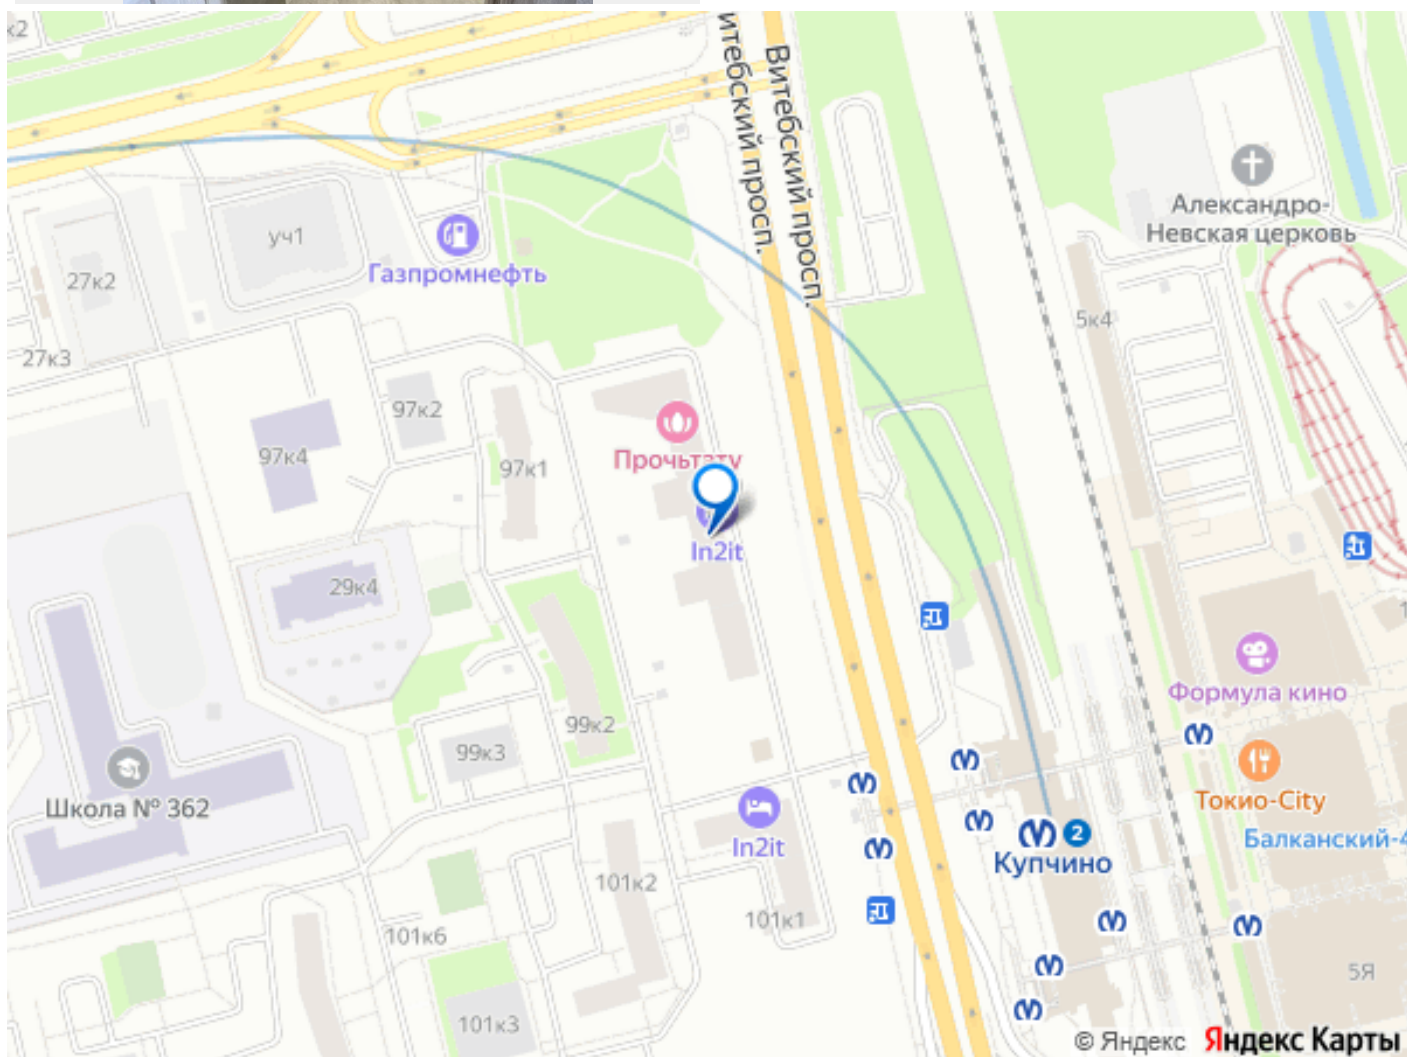 к2
итебский просп.
Витебский просп.
Александро-
Невская церковь
уч1
Газпромнефть
27к2
27к3
5к4
97к2
97к4
97к1
Прочьтату
In2it
29к4
Формула кино
99к2
99к3
Школа № 362
In2it
Токио-City
Балканский-4
2
Купчино
101к2
101к1
101к6
101к3
5Я
© Яндекс Яндекс Карты